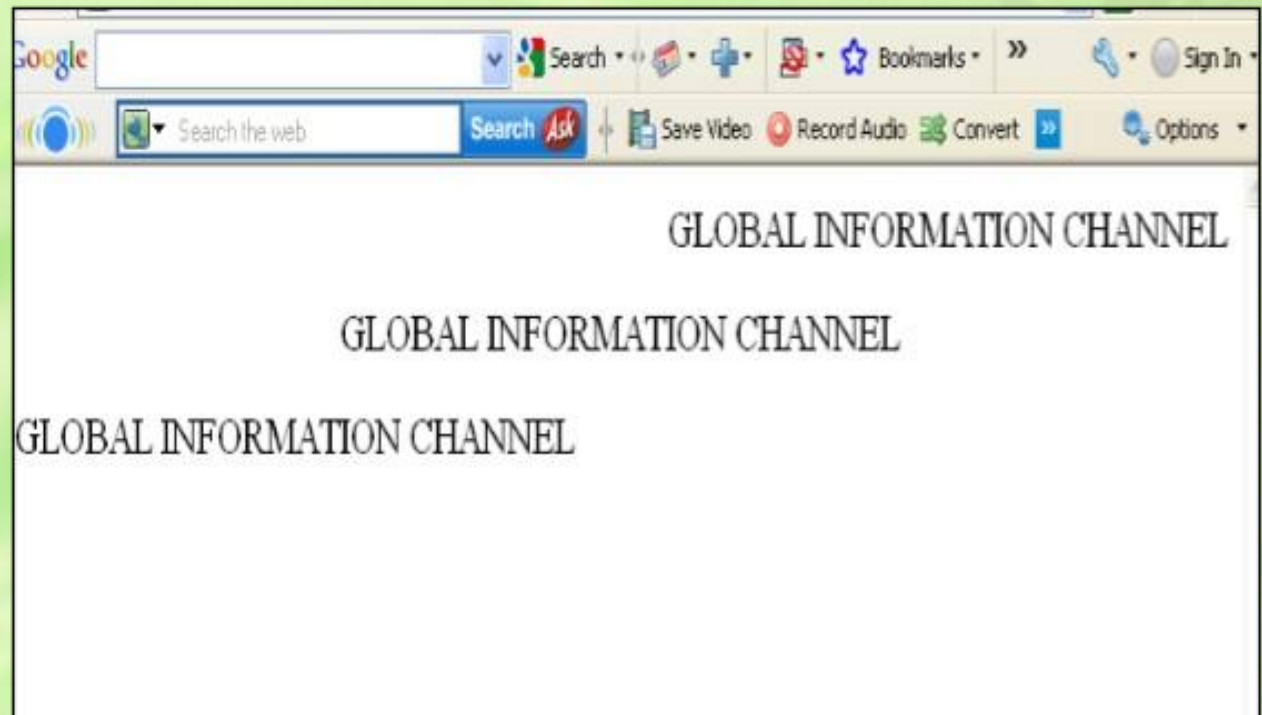 Google Search Bookmarks » Sign In
Search the web Search Ask Save Video Record Audio Convert » Options
GLOBAL INFORMATION CHANNEL
GLOBAL INFORMATION CHANNEL
GLOBAL INFORMATION CHANNEL